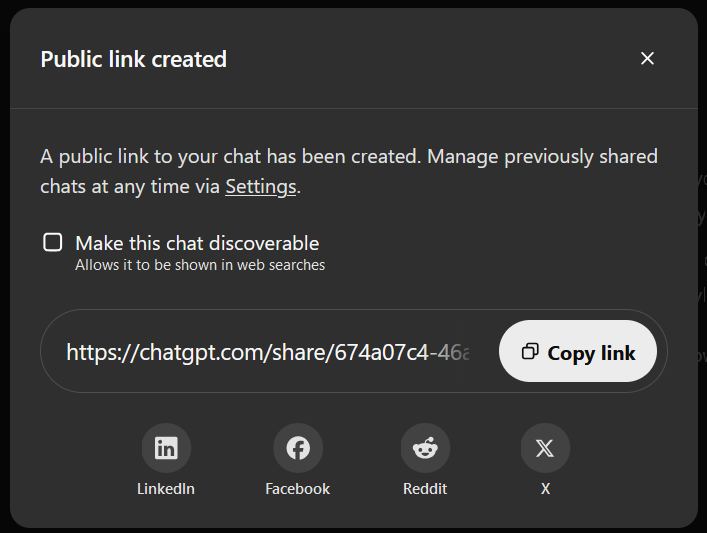 Public link created
A public link to your chat has been created. Manage previously shared
chats at any time via Settings.
Make this chat discoverable
Allows it to be shown in web searches
https://chatgpt.com/share/674a07c4-46a
Copy link
LinkedIn
Facebook
Reddit
X